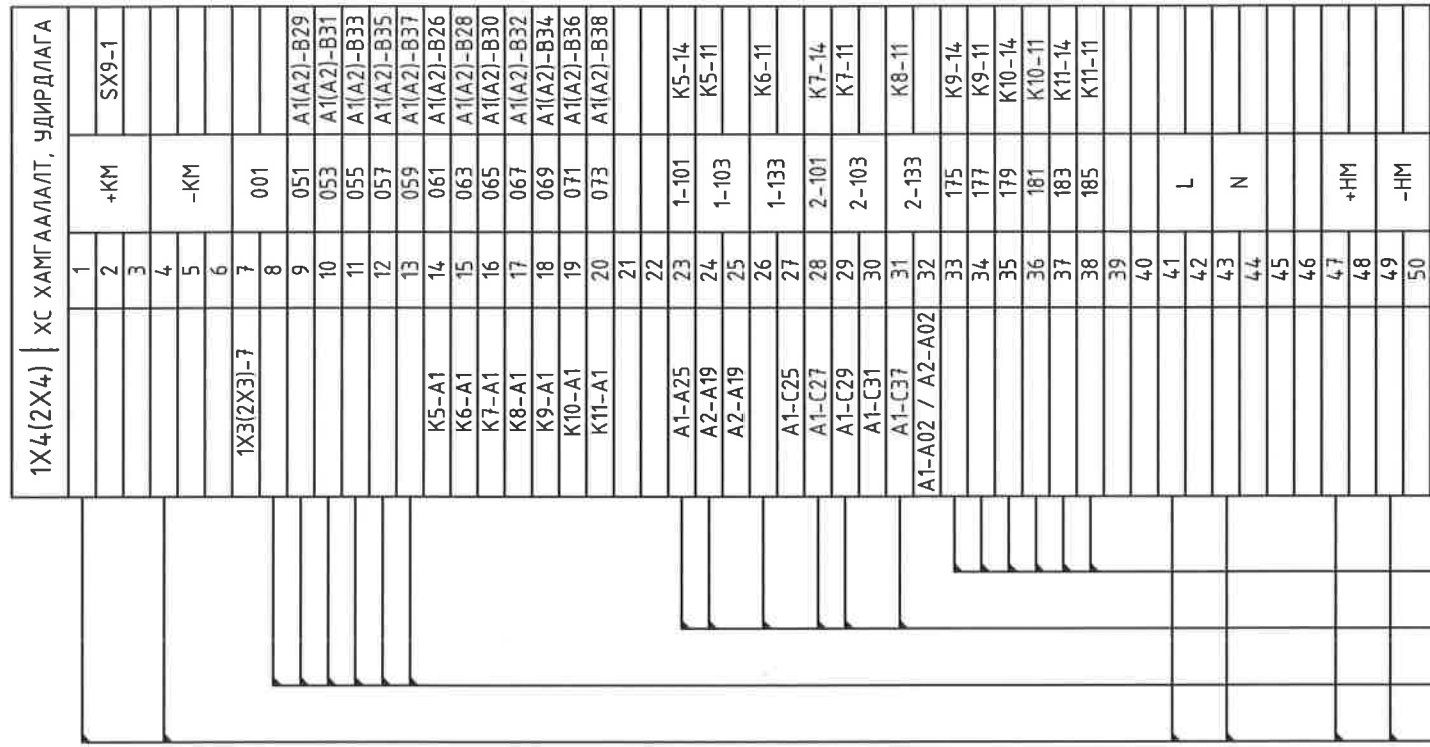 1X4(2X4) ХС ХАМГААЛАЛТ, УДИРДЛАГА
1
2 +KM SX9-1
3
4
5 -KM
6
1X3(2X3)-7 7 001
8
9 051 A1(A2)-B29
10 053 A1(A2)-B31
11 055 A1(A2)-B33
12 057 A1(A2)-B35
13 059 A1(A2)-B37
K5-A1 14 061 A1(A2)-B26
K6-A1 15 063 A1(A2)-B28
K7-A1 16 065 A1(A2)-B30
K8-A1 17 067 A1(A2)-B32
K9-A1 18 069 A1(A2)-B34
K10-A1 19 071 A1(A2)-B36
K11-A1 20 073 A1(A2)-B38
21
22
A1-A25 23 1-101 K5-14
A2-A19 24 1-103 K5-11
A2-A19 25
26 1-133 K6-11
A1-C25 27
A1-C27 28 2-101 K7-14
A1-C29 29 2-103 K7-11
A1-C31 30
A1-C37 31 2-133 K8-11
A1-A02 / A2-A02 32
33 175 K9-14
34 177 K9-11
35 179 K10-14
36 181 K10-11
37 183 K11-14
38 185 K11-11
39
40
41 L
42
43 N
44
45
46
47 +HM
48
49 -HM
50